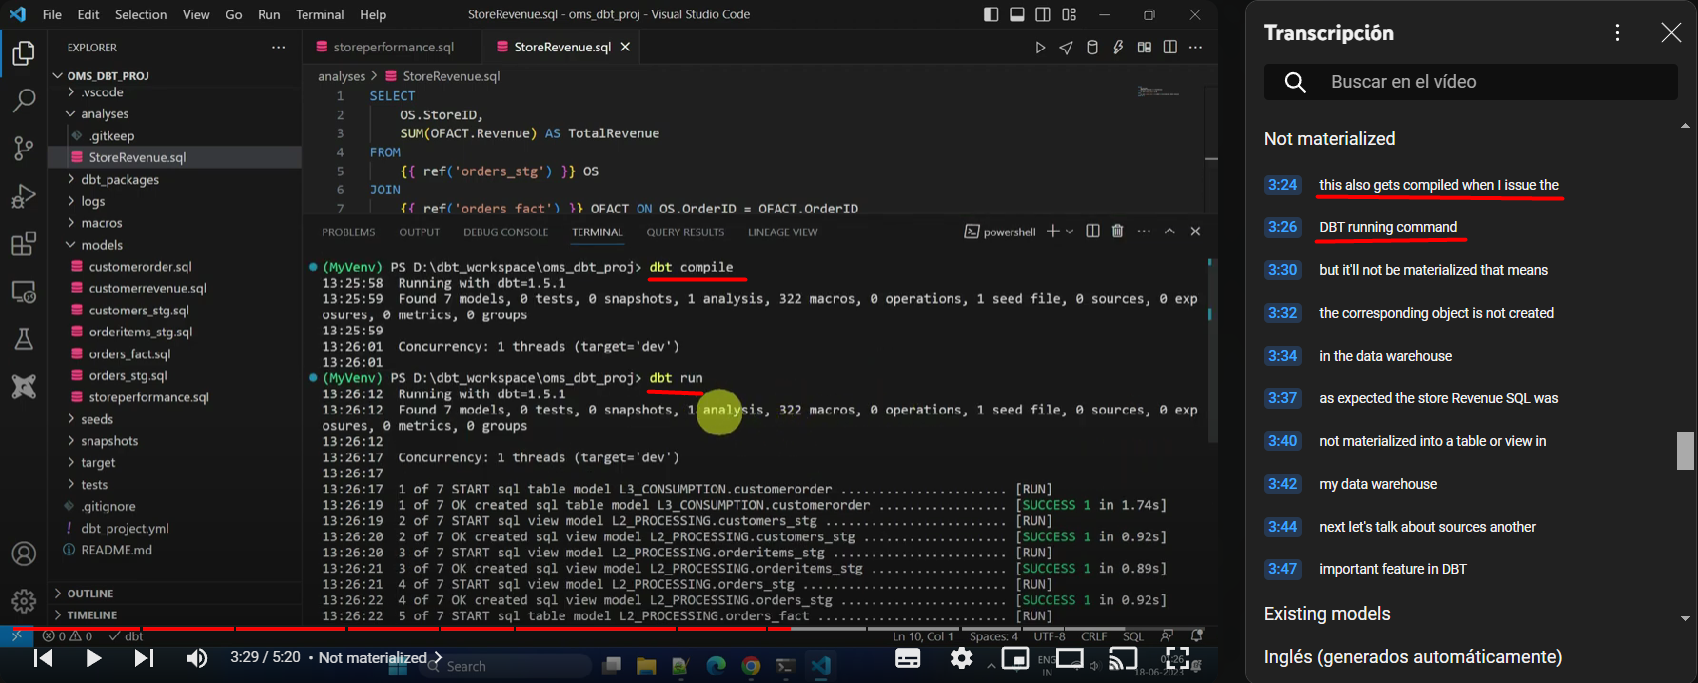 File Edit Selection View Go Run Terminal Help
StoreRevenue.sql - oms_dbt_proj - Visual Studio Code
EXPLORER
OMS_DBT_PROJ
.vscode
analyses
.gitkeep
StoreRevenue.sql
dbt_packages
logs
macros
models
customerorder.sql
customerrevenue.sql
customers_stg.sql
orderitems_stg.sql
orders_fact.sql
orders_stg.sql
storeperformance.sql
seeds
snapshots
target
tests
.gitignore
dbt_project.yml
README.md
OUTLINE
TIMELINE
storeperformance.sql
StoreRevenue.sql
analyses > StoreRevenue.sql
1 SELECT
2 OS.StoreID,
3 SUM(OFACT.Revenue) AS TotalRevenue
4 FROM
5 {{ ref('orders_stg') }} OS
6 JOIN
7 {{ ref('orders_fact') }} OFACT ON OS.OrderID = OFACT.OrderID
PROBLEMS OUTPUT DEBUG CONSOLE TERMINAL QUERY RESULTS LINEAGE VIEW
powershell
(MyVenv) PS D:\dbt_workspace\oms_dbt_proj> dbt compile
13:25:58 Running with dbt=1.5.1
13:25:59 Found 7 models, 0 tests, 0 snapshots, 1 analysis, 322 macros, 0 operations, 1 seed file, 0 sources, 0 exp
osures, 0 metrics, 0 groups
13:25:59
13:26:01 Concurrency: 1 threads (target='dev')
13:26:01
(MyVenv) PS D:\dbt_workspace\oms_dbt_proj> dbt run
13:26:12 Running with dbt=1.5.1
13:26:12 Found 7 models, 0 tests, 0 snapshots, 1 analysis, 322 macros, 0 operations, 1 seed file, 0 sources, 0 exp
osures, 0 metrics, 0 groups
13:26:12
13:26:17 Concurrency: 1 threads (target='dev')
13:26:17
13:26:17 1 of 7 START sql table model L3_CONSUMPTION.customerorder ...................... [RUN]
13:26:19 1 of 7 OK created sql table model L3_CONSUMPTION.customerorder ................. [SUCCESS 1 in 1.74s]
13:26:19 2 of 7 START sql view model L2_PROCESSING.customers_stg ........................ [RUN]
13:26:20 2 of 7 OK created sql view model L2_PROCESSING.customers_stg ................... [SUCCESS 1 in 0.92s]
13:26:20 3 of 7 START sql view model L2_PROCESSING.orderitems_stg ....................... [RUN]
13:26:21 3 of 7 OK created sql view model L2_PROCESSING.orderitems_stg .................. [SUCCESS 1 in 0.89s]
13:26:21 4 of 7 START sql view model L2_PROCESSING.orders_stg ........................... [RUN]
13:26:22 4 of 7 OK created sql view model L2_PROCESSING.orders_stg ...................... [SUCCESS 1 in 0.92s]
13:26:22 5 of 7 START sql table model L2_PROCESSING.orders_fact ......................... [RUN]
0 0 dbt
Ln 10, Col 1 Spaces: 4 UTF-8 CRLF SQL
3:29 / 5:20 • Not materialized >
Search
ENG
IN
18-06-2023
Transcripción
Buscar en el vídeo
Not materialized
3:24 this also gets compiled when I issue the
3:26 DBT running command
3:30 but it'll not be materialized that means
3:32 the corresponding object is not created
3:34 in the data warehouse
3:37 as expected the store Revenue SQL was
3:40 not materialized into a table or view in
3:42 my data warehouse
3:44 next let's talk about sources another
3:47 important feature in DBT
Existing models
Inglés (generados automáticamente)